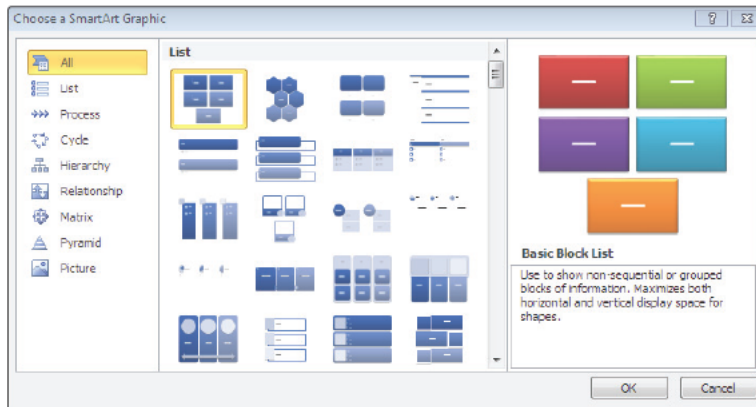 Choose a SmartArt Graphic
All
List
Process
Cycle
Hierarchy
Relationship
Matrix
Pyramid
Picture
List
Basic Block List
Use to show non-sequential or grouped
blocks of information. Maximizes both
horizontal and vertical display space for
shapes.
OK
Cancel